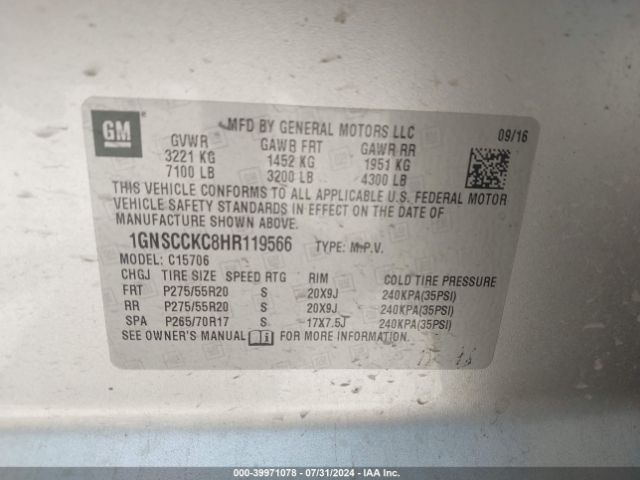 GM
MFD BY GENERAL MOTORS LLC 09/16
GVWR GAWB FRT GAWR RR
3221 KG 1452 KG 1951 KG
7100 LB 3200 LB 4300 LB
THIS VEHICLE CONFORMS TO ALL APPLICABLE U.S. FEDERAL MOTOR
VEHICLE SAFETY STANDARDS IN EFFECT ON THE DATE OF
MANUFACTURE SHOWN ABOVE.
1GNSCCKC8HR119566 TYPE: M.P.V.
MODEL: C15706
CHGJ TIRE SIZE SPEED RTG RIM COLD TIRE PRESSURE
FRT P275/55R20 S 20X9J 240KPA(35PSI)
RR P275/55R20 S 20X9J 240KPA(35PSI)
SPA P265/70R17 S 17X7.5J 240KPA(35PSI)
SEE OWNER'S MANUAL
000-39971078 / 07/31/2024 - IAA Inc.